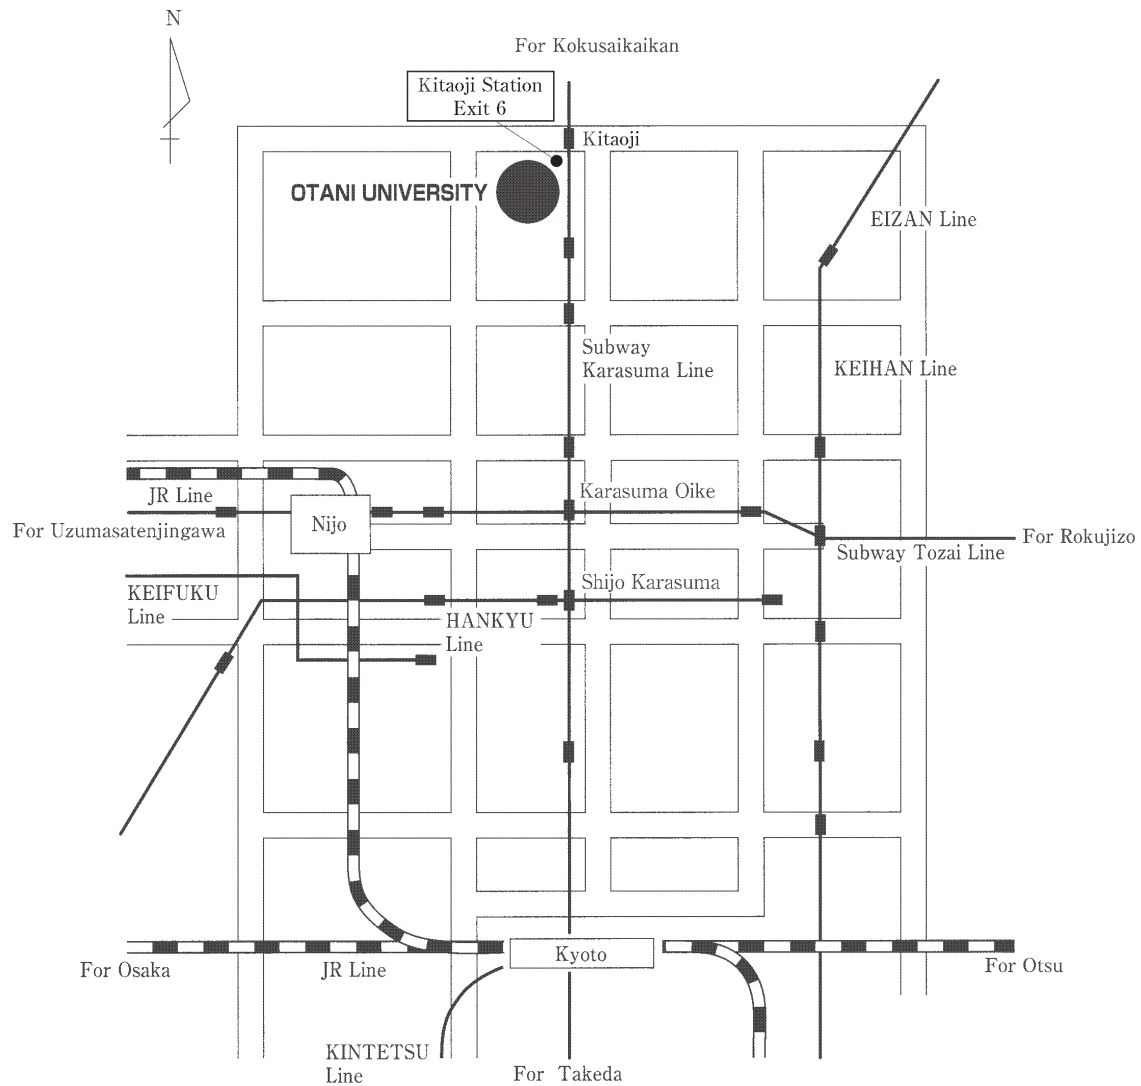 N
For Kokusaikaikan
Kitaoji Station
Exit 6
Kitaoji
OTANI UNIVERSITY
EIZAN Line
Subway
Karasuma Line
KEIHAN Line
JR Line
Karasuma Oike
For Uzumasatenjingawa
Nijo
For Rokujizo
Subway Tozai Line
Shijo Karasuma
KEIFUKU
Line
HANKYU
Line
Kyoto
For Osaka
JR Line
For Otsu
KINTETSU
Line
For Takeda